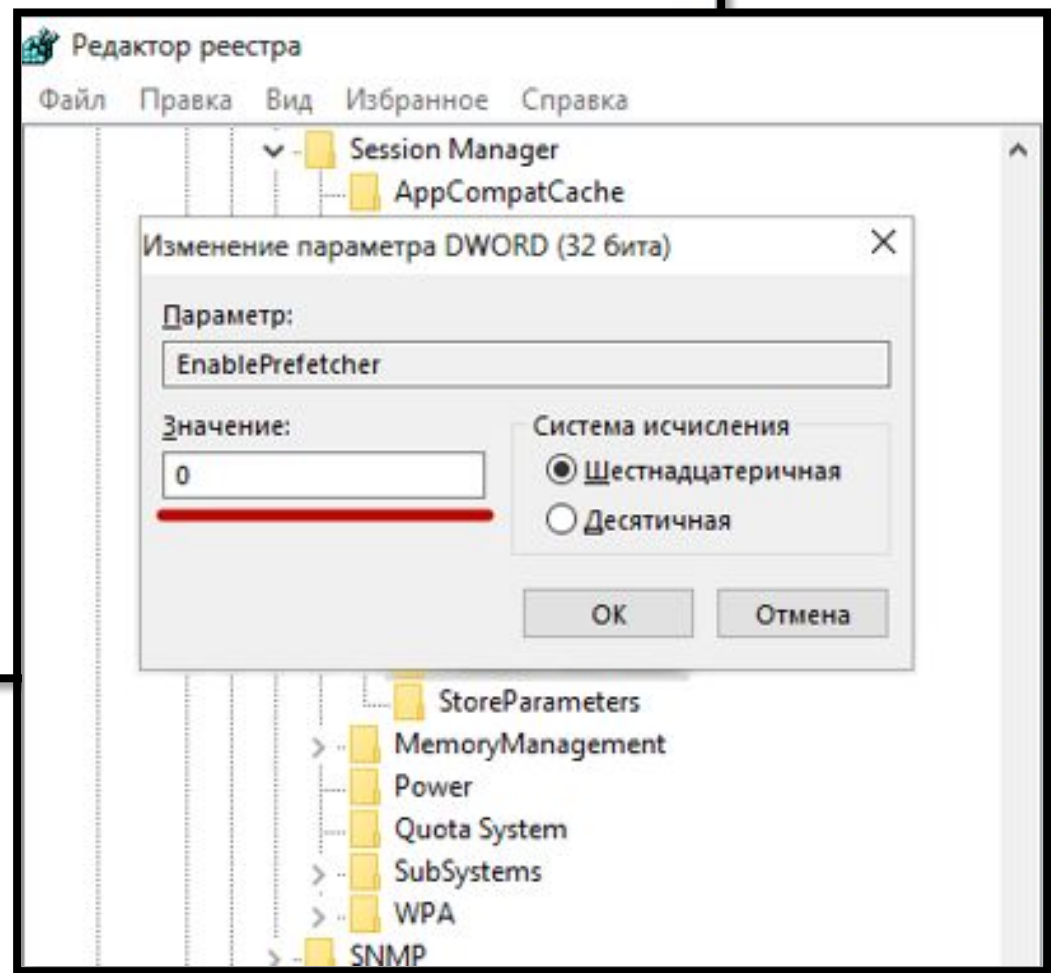 Редактор реестра
Файл Правка Вид Избранное Справка
Session Manager
AppCompatCache
Изменение параметра DWORD (32 бита)
Параметр:
EnablePrefetcher
Значение:
Система исчисления
0
Шестнадцатеричная
Десятичная
ОК Отмена
StoreParameters
MemoryManagement
Power
Quota System
SubSystems
WPA
SNMP